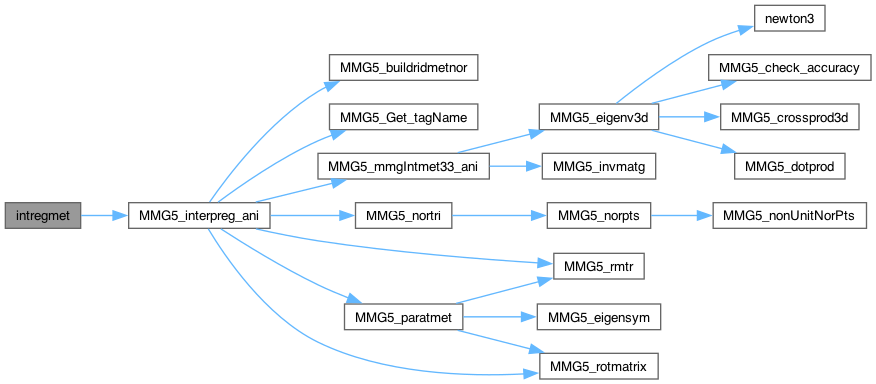 intregmet
MMG5_interpreg_ani
MMG5_buildridmetnor
MMG5_Get_tagName
MMG5_mmgIntmet33_ani
MMG5_nortri
MMG5_paratmet
MMG5_eigenv3d
MMG5_invmatg
MMG5_norpts
MMG5_rmtr
MMG5_eigensym
MMG5_rotmatrix
newton3
MMG5_check_accuracy
MMG5_crossprod3d
MMG5_dotprod
MMG5_nonUnitNorPts